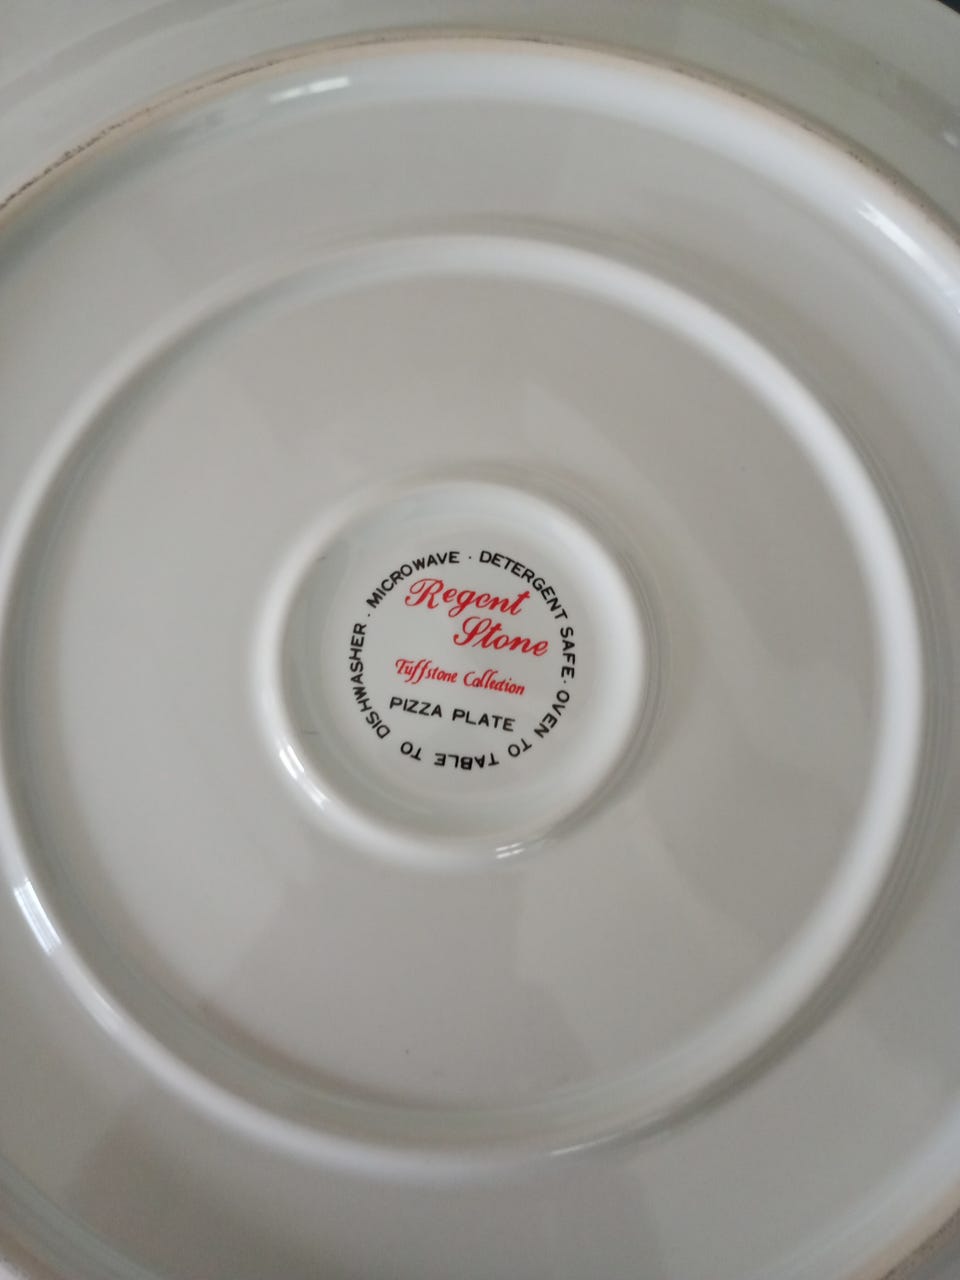 MICROWAVE · DETERGENT SAFE · OVEN TO TABLE TO DISHWASHER ·
Regent
Stone
Tuffstone Collection
PIZZA PLATE